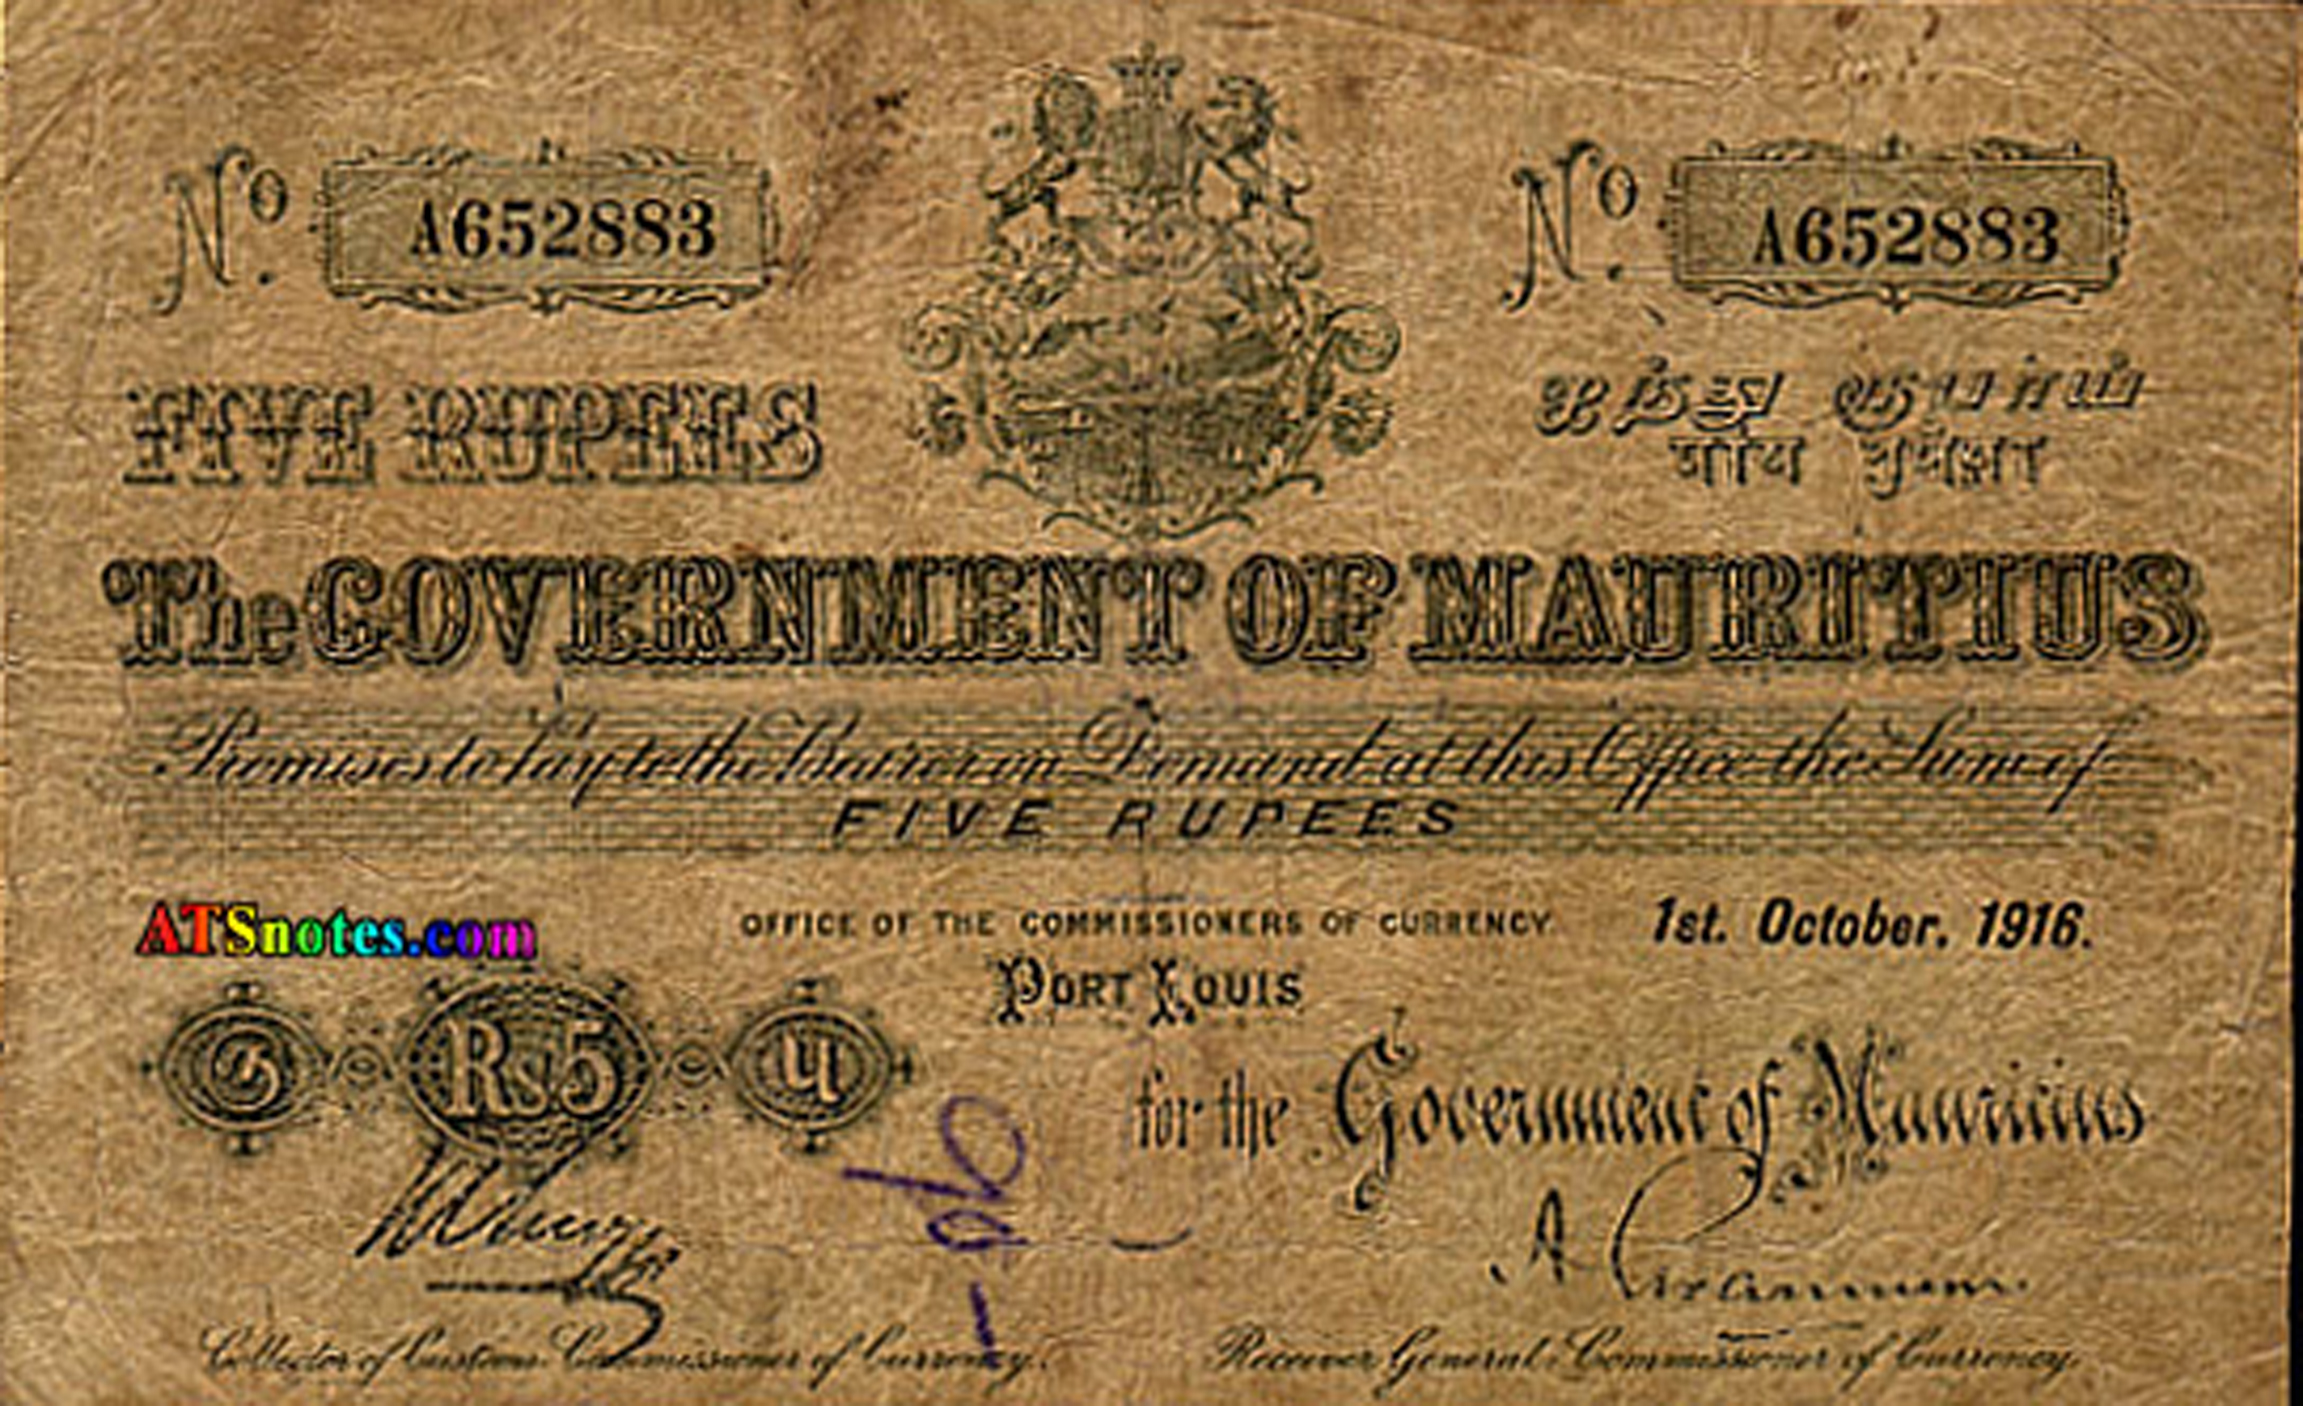 No. A652883
No. A652883
FIVE RUPEES
ஐந்து ரூபாய்
The GOVERNMENT OF MAURITIUS
Promises to Pay to the Bearer on Demand at this Office the Sum of
FIVE RUPEES
ATSnotes.com
OFFICE OF THE COMMISSIONERS OF CURRENCY.
1st. October, 1916.
PORT LOUIS
௫ Rs 5 ५
for the Government of Mauritius
Collector of Customs. Commissioner of Currency.
Receiver General. Commissioner of Currency.